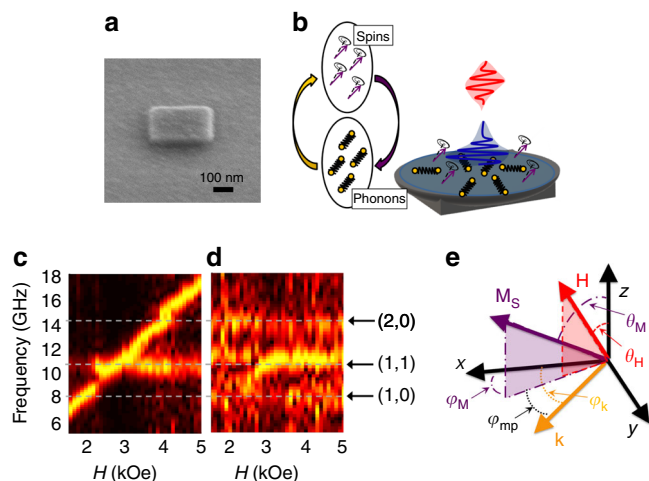 a
100 nm
b
Spins
Phonons
c
d
Frequency (GHz)
18
16
14
12
10
8
6
2 3 4 5
2 3 4 5
H (kOe)
H (kOe)
(2,0)
(1,1)
(1,0)
e
H
z
M_S
θ_M
x
θ_H
φ_M
φ_k
φ_mp
k
y